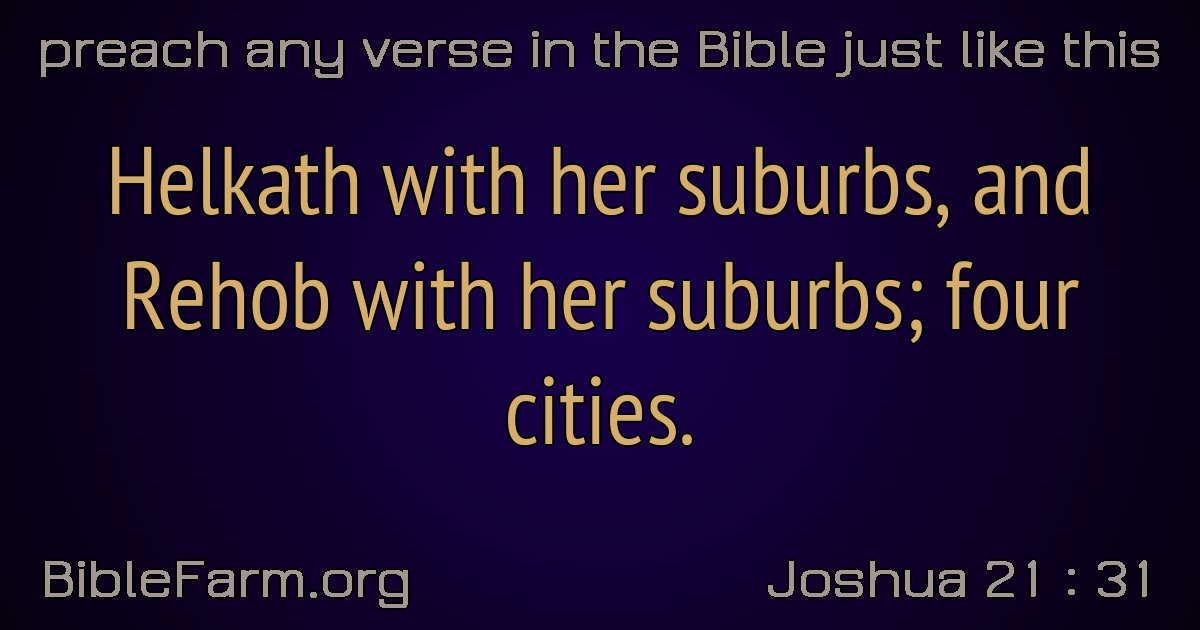 preach any verse in the Bible just like this
Helkath with her suburbs, and
Rehob with her suburbs; four
cities.
BibleFarm.org
Joshua 21 : 31